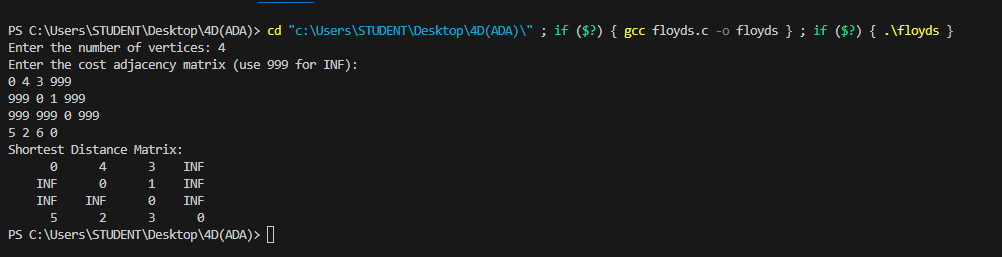 PS C:\Users\STUDENT\Desktop\4D(ADA)> cd "c:\Users\STUDENT\Desktop\4D(ADA)\" ; if ($?) { gcc floyds.c -o floyds } ; if ($?) { .\floyds }
Enter the number of vertices: 4
Enter the cost adjacency matrix (use 999 for INF):
0 4 3 999
999 0 1 999
999 999 0 999
5 2 6 0
Shortest Distance Matrix:
      0      4      3    INF
    INF      0      1    INF
    INF    INF      0    INF
      5      2      3      0
PS C:\Users\STUDENT\Desktop\4D(ADA)>